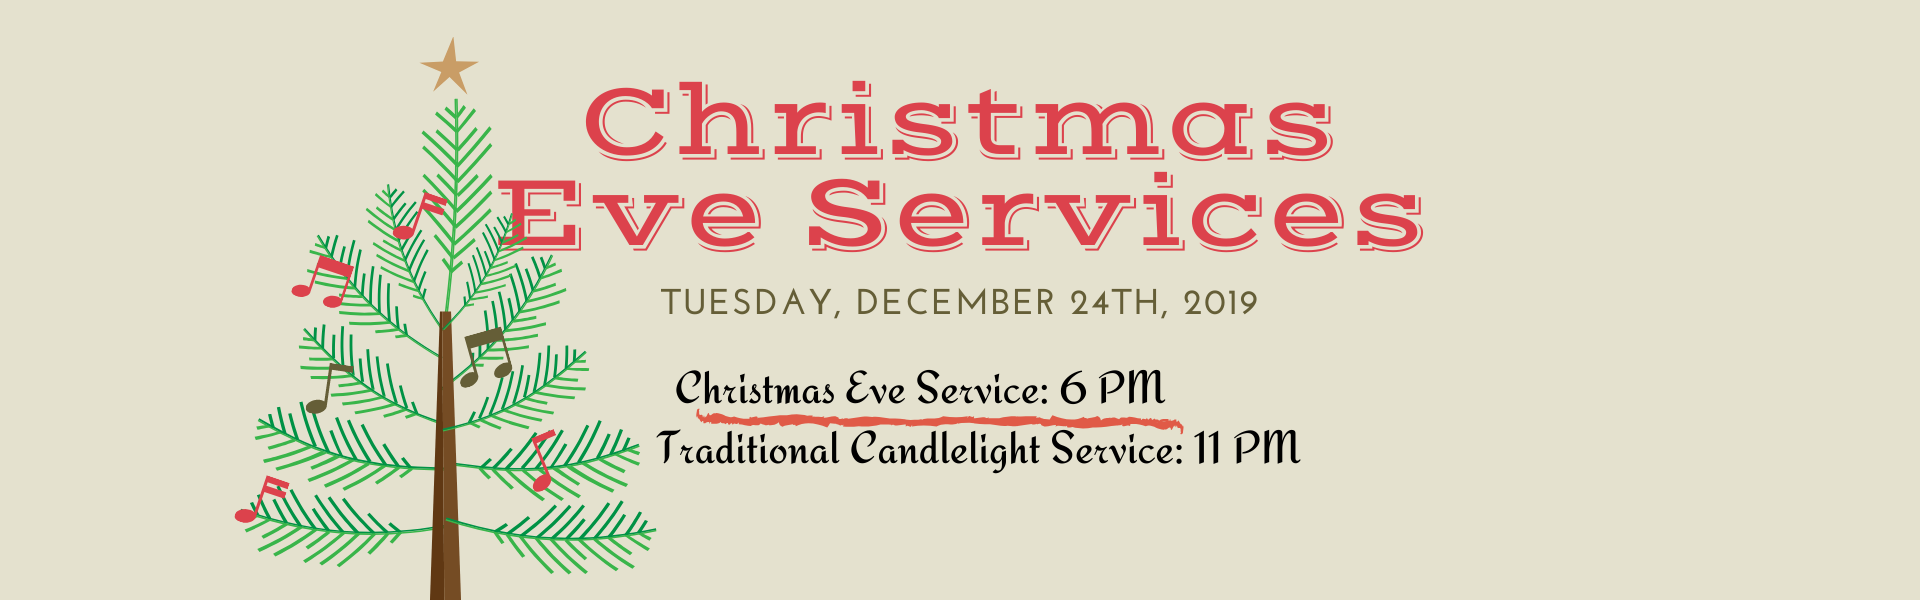 Christmas
Eve Services
TUESDAY, DECEMBER 24TH, 2019
Christmas Eve Service: 6 PM
Traditional Candlelight Service: 11 PM